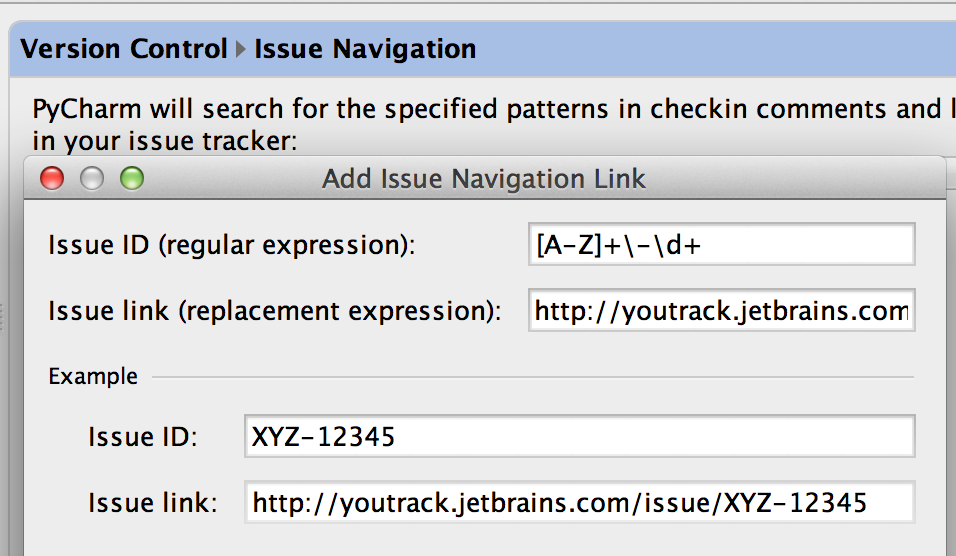 Version Control Issue Navigation
PyCharm will search for the specified patterns in checkin comments and
in your issue tracker:
Add Issue Navigation Link
Issue ID (regular expression): [A-Z]+\-\d+
Issue link (replacement expression): http://youtrack.jetbrains.com
Example
Issue ID: XYZ-12345
Issue link: http://youtrack.jetbrains.com/issue/XYZ-12345